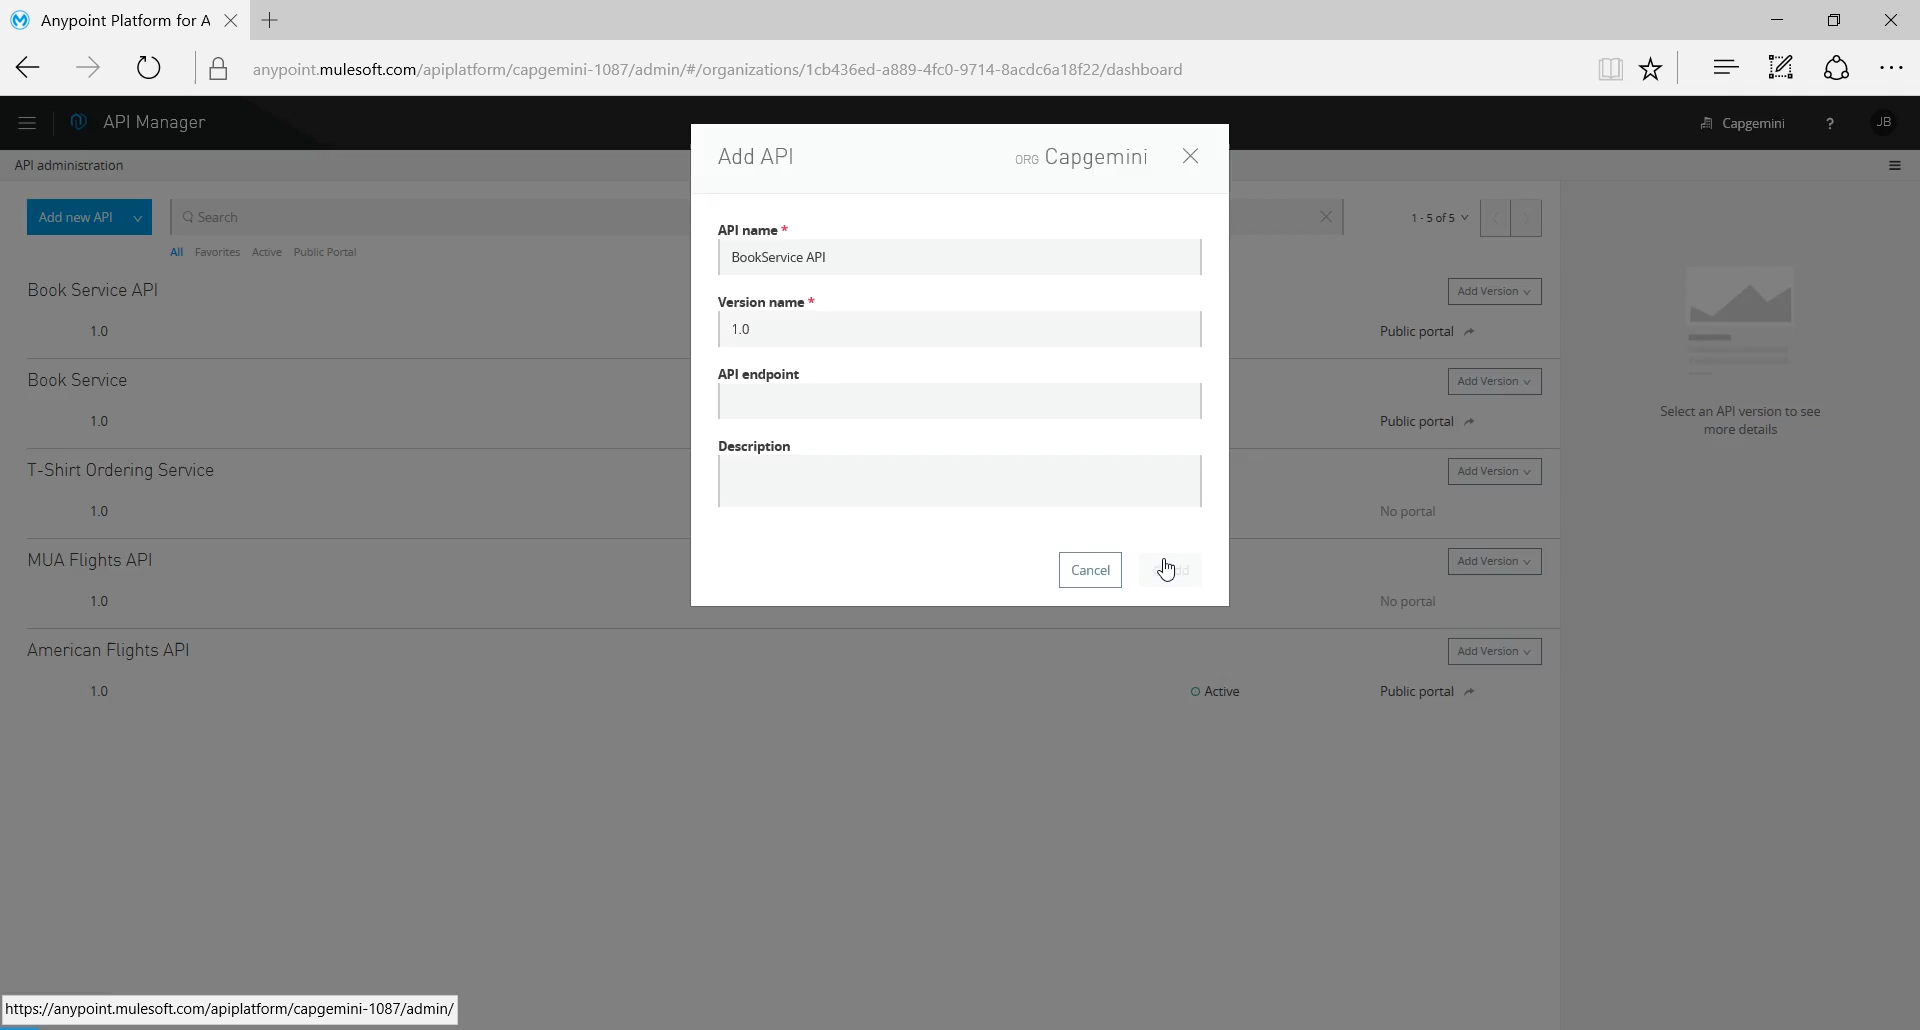 Anypoint Platform for A
anypoint.mulesoft.com/apiplatform/capgemini-1087/admin/#/organizations/1cb436ed-a889-4fc0-9714-8acdc6a18f22/dashboard
API Manager
Capgemini
?
JB
API administration
Add new API
Search
1 - 5 of 5
All Favorites Active Public Portal
Book Service API
Add Version
1.0
Public portal
Book Service
Add Version
1.0
Public portal
T-Shirt Ordering Service
Add Version
1.0
No portal
MUA Flights API
Add Version
1.0
No portal
American Flights API
Add Version
1.0
Active
Public portal
Select an API version to see
more details
Add API
ORG Capgemini
API name *
BookService API
Version name *
1.0
API endpoint
Description
Cancel
https://anypoint.mulesoft.com/apiplatform/capgemini-1087/admin/